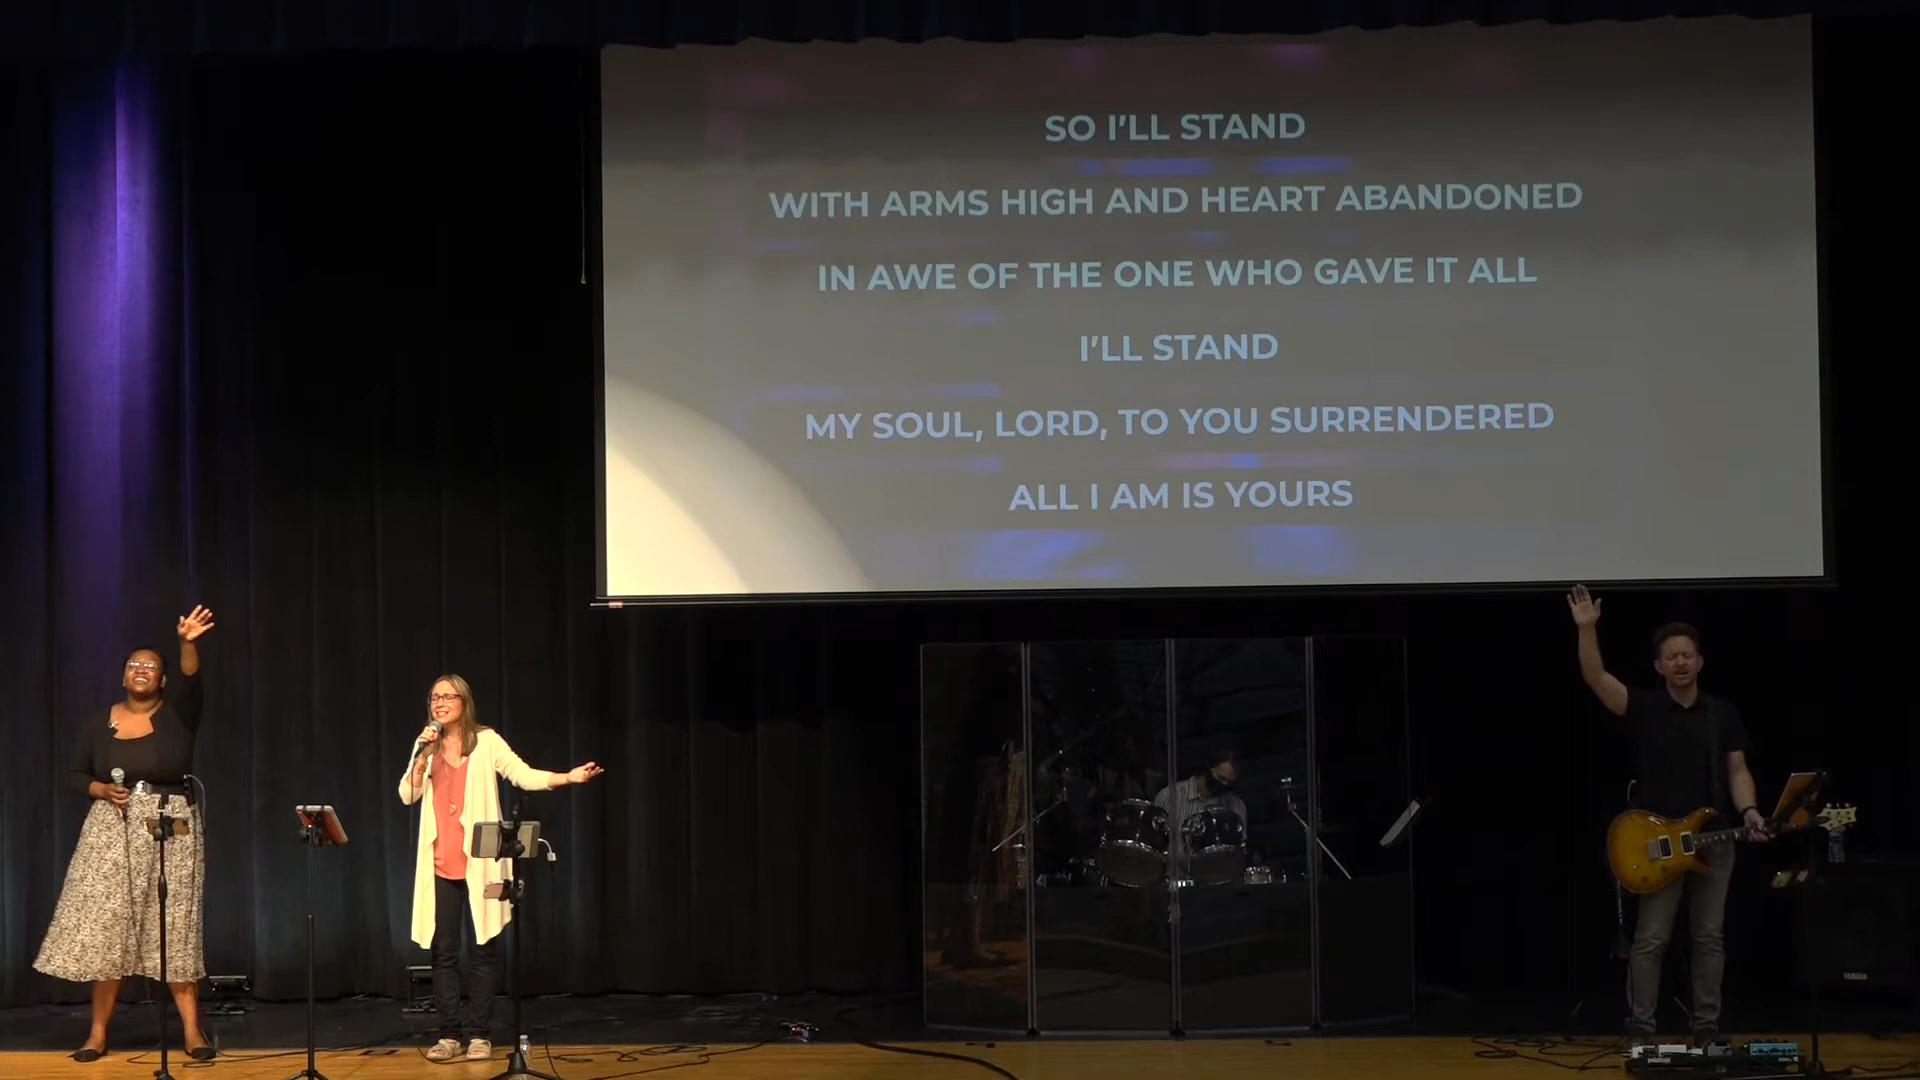 SO I'LL STAND
WITH ARMS HIGH AND HEART ABANDONED
IN AWE OF THE ONE WHO GAVE IT ALL
I'LL STAND
MY SOUL, LORD, TO YOU SURRENDERED
ALL I AM IS YOURS